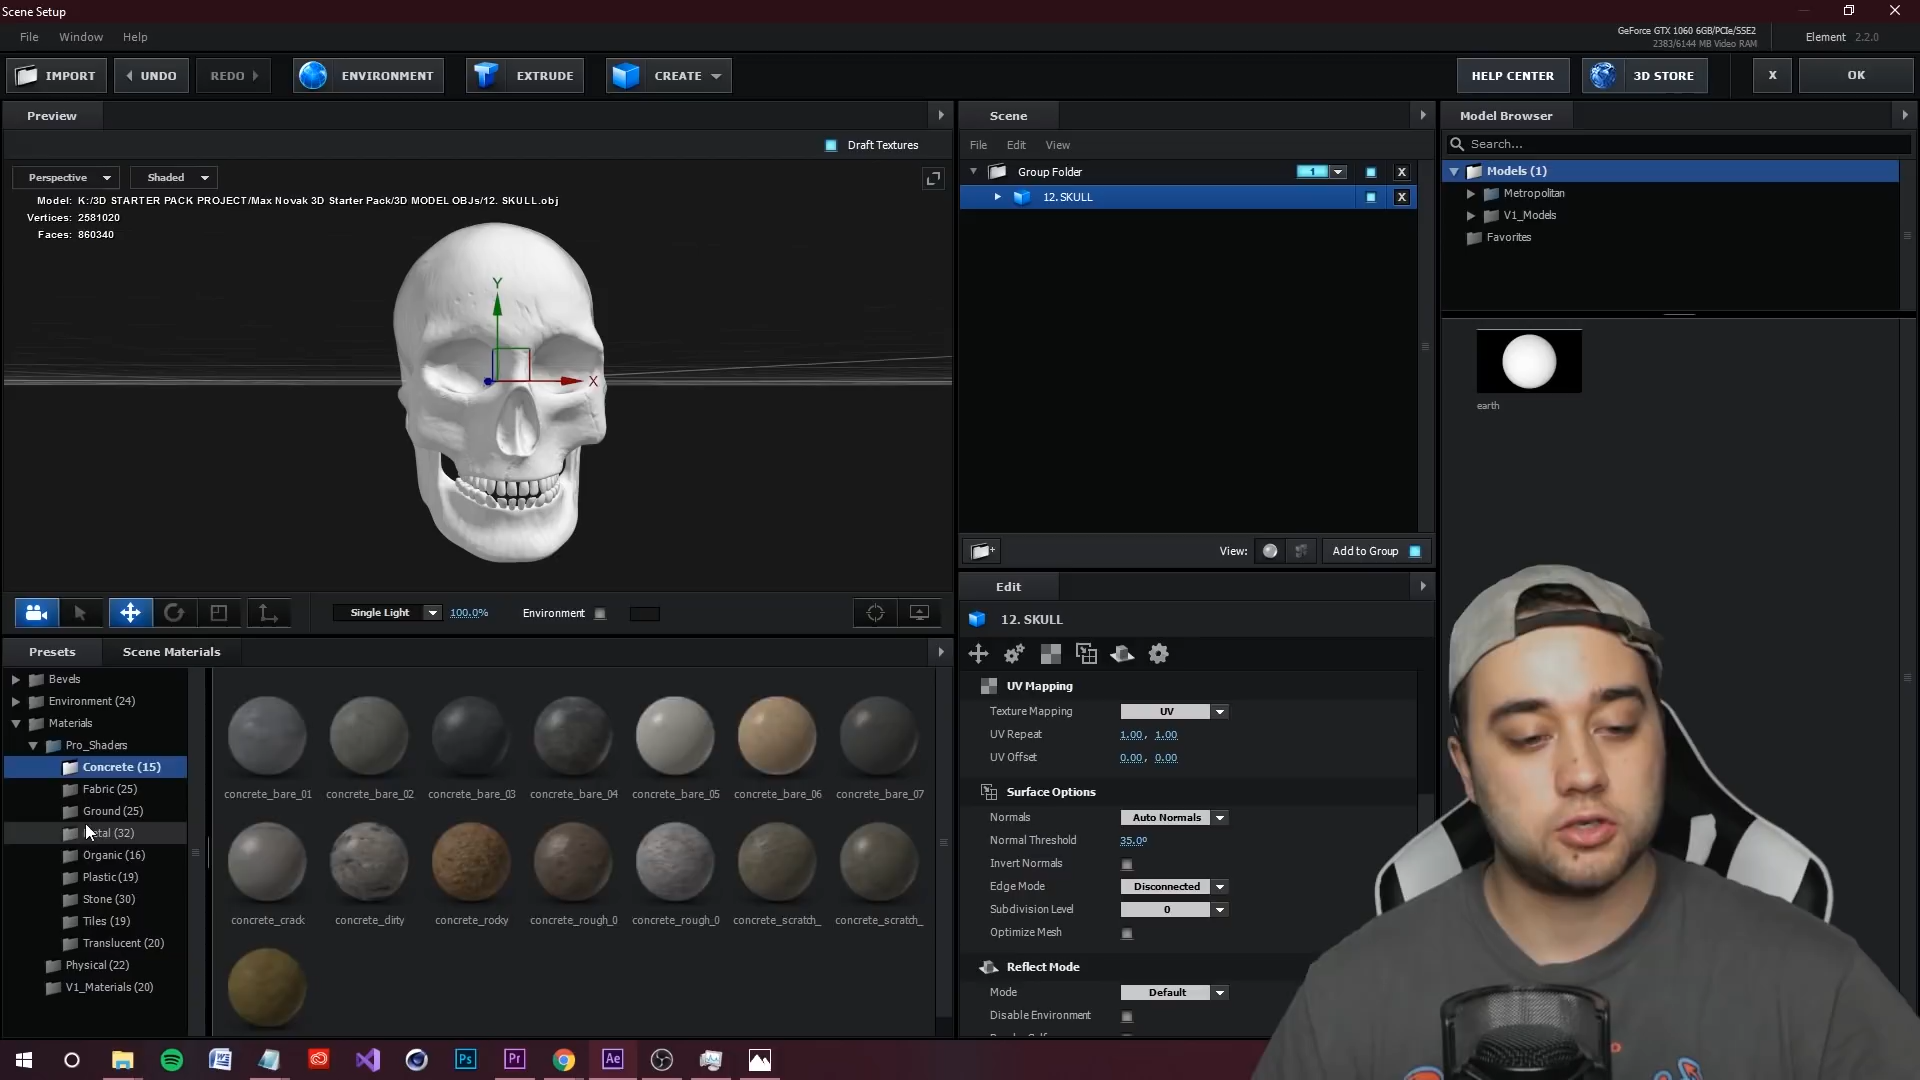 Scene Setup
File Window Help
GeForce GTX 1060 6GB/PCIe/SSE2
2383/6144 MB Video RAM
Element 2.2.0
IMPORT UNDO REDO ENVIRONMENT EXTRUDE CREATE HELP CENTER 3D STORE X OK
Preview
Draft Textures
Perspective Shaded
Model: K:/3D STARTER PACK PROJECT/Max Novak 3D Starter Pack/3D MODEL OBJs/12. SKULL.obj
Vertices: 2581020
Faces: 860340
Y
X
Single Light 100.0% Environment
Scene
File Edit View
Group Folder 1 X
12. SKULL X
View: Add to Group
Model Browser
Search...
Models (1)
Metropolitan
V1_Models
Favorites
earth
Presets Scene Materials
Bevels
Environment (24)
Materials
Pro_Shaders
Concrete (15)
Fabric (25)
Ground (25)
etal (32)
Organic (16)
Plastic (19)
Stone (30)
Tiles (19)
Translucent (20)
Physical (22)
V1_Materials (20)
concrete_bare_01 concrete_bare_02 concrete_bare_03 concrete_bare_04 concrete_bare_05 concrete_bare_06 concrete_bare_07
concrete_crack concrete_dirty concrete_rocky concrete_rough_0 concrete_rough_0 concrete_scratch_ concrete_scratch_
Edit
12. SKULL
UV Mapping
Texture Mapping UV
UV Repeat 1.00, 1.00
UV Offset 0.00, 0.00
Surface Options
Normals Auto Normals
Normal Threshold 35.0º
Invert Normals
Edge Mode Disconnected
Subdivision Level 0
Optimize Mesh
Reflect Mode
Mode Default
Disable Environment
Ps Pr Ae